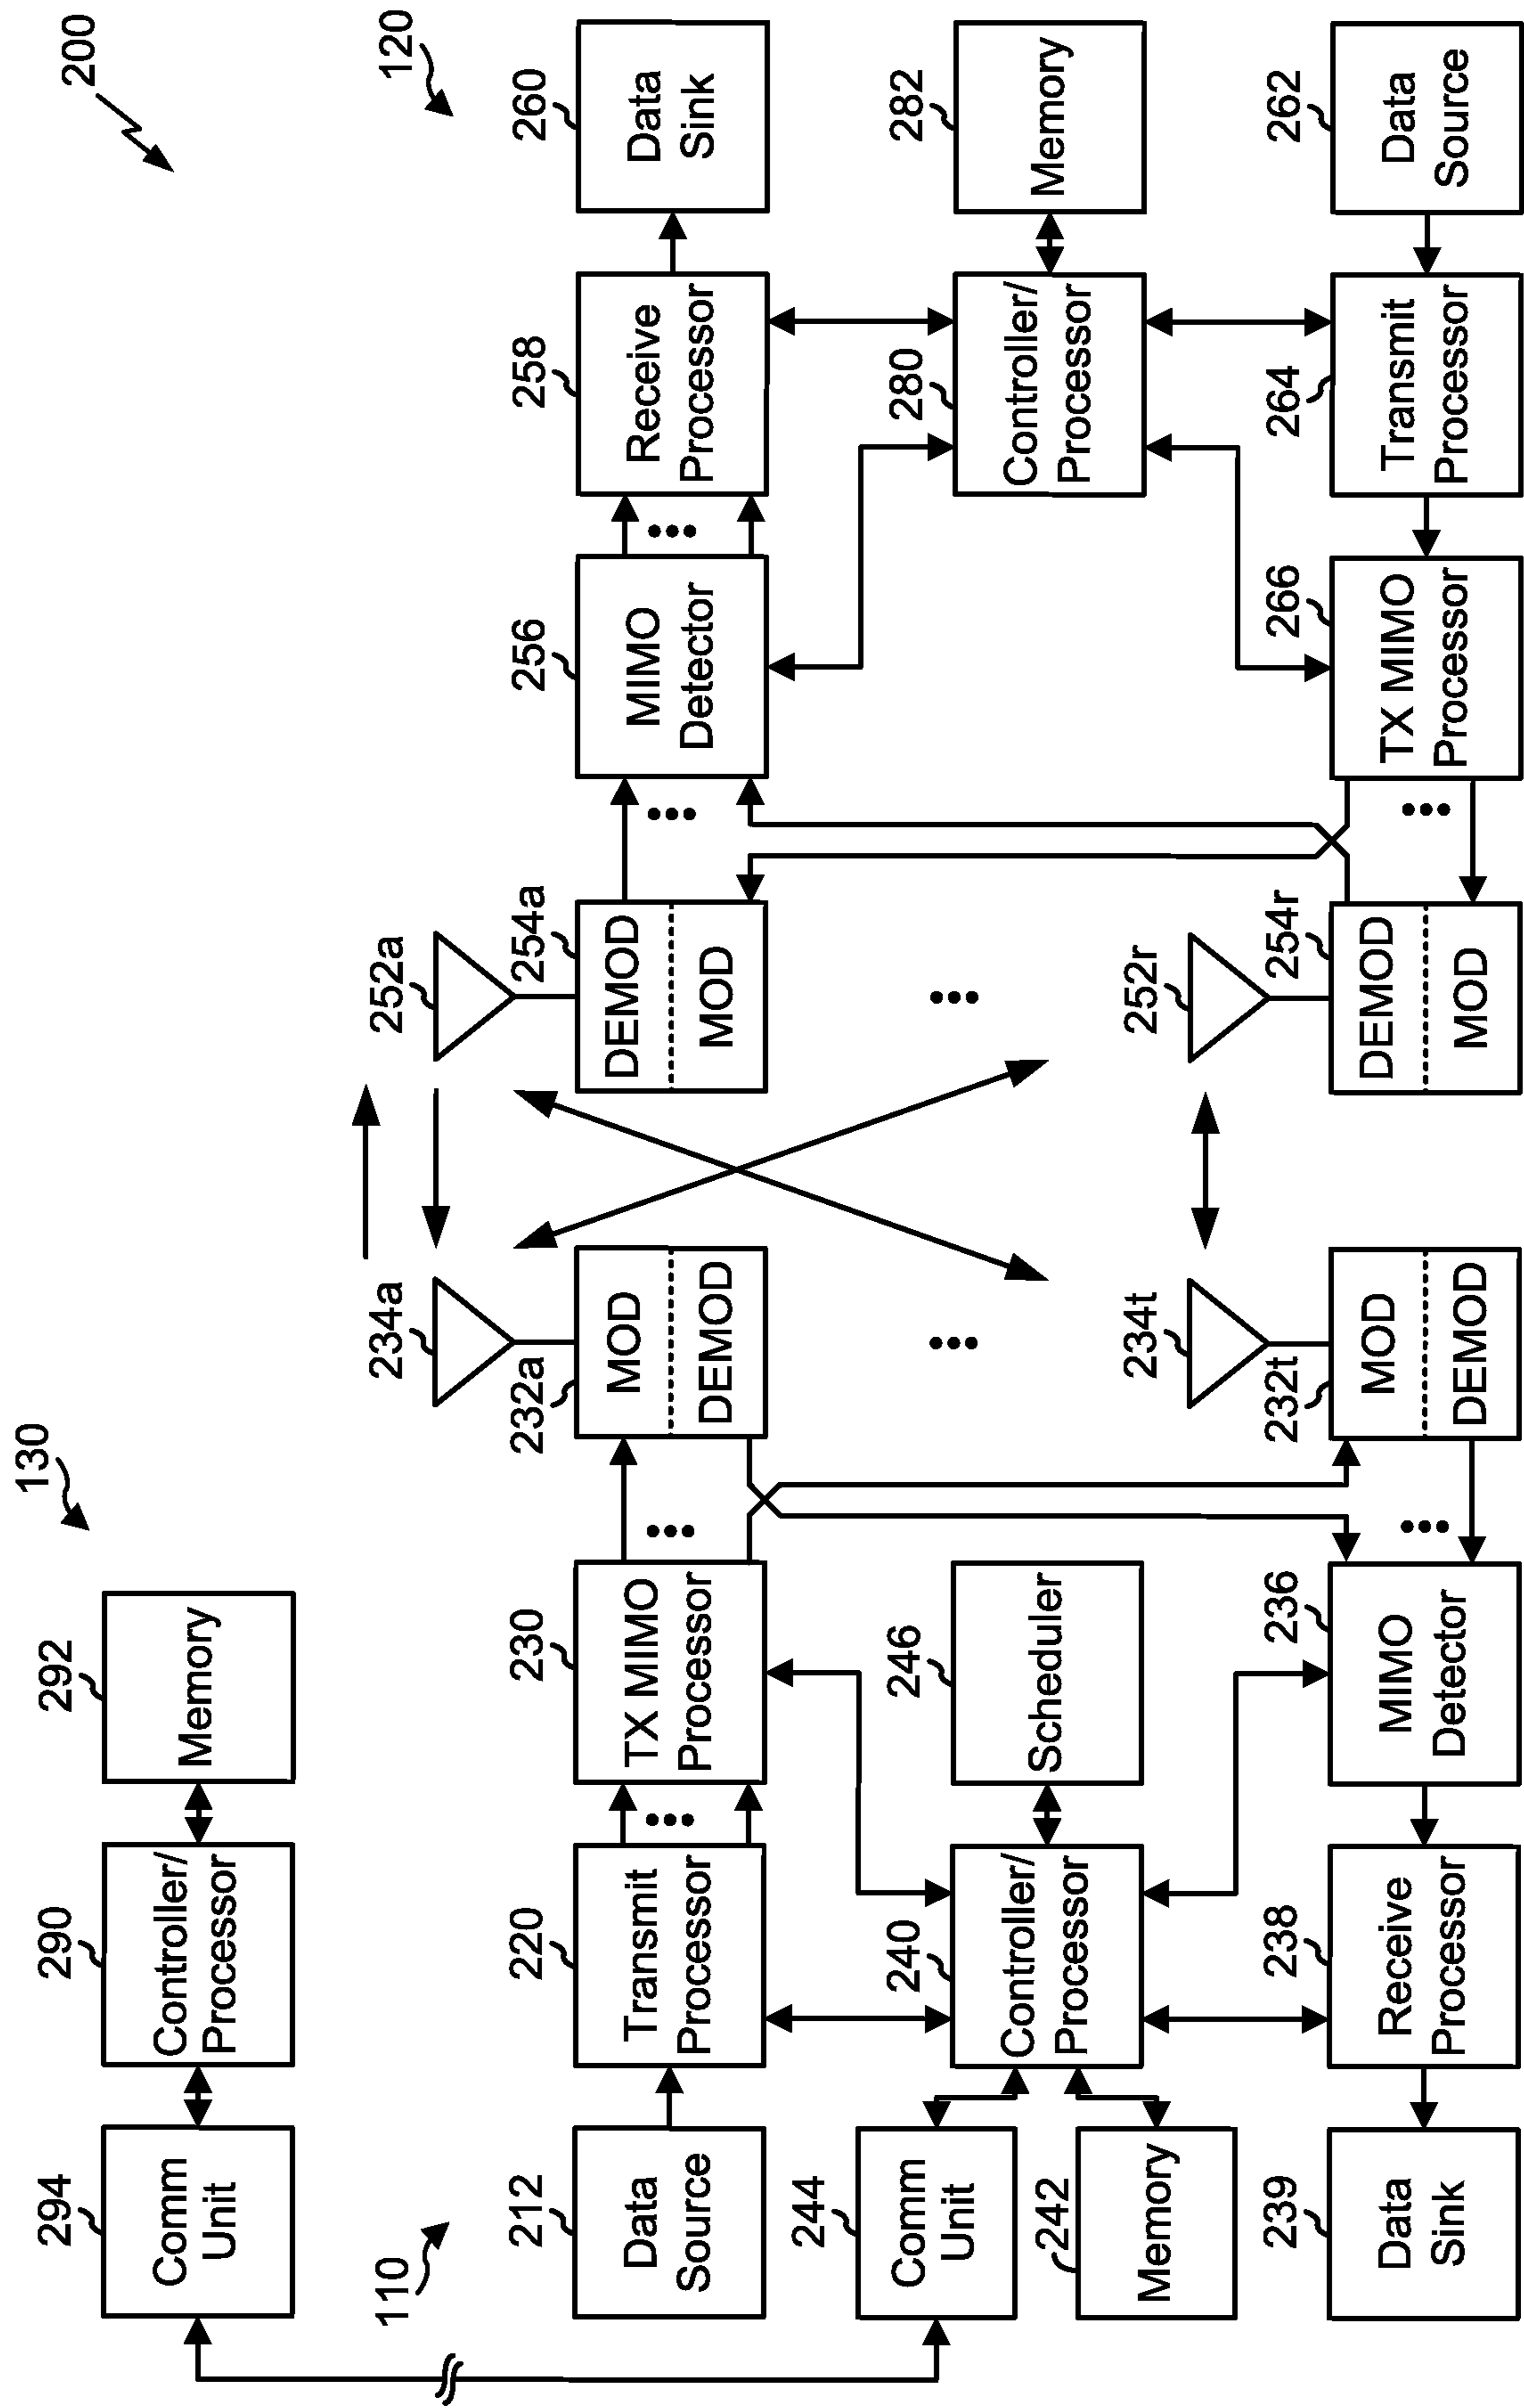 200
130
120
294
Comm
Unit
290
Controller/
Processor
292
Memory
110
212
Data
Source
220
Transmit
Processor
230
TX MIMO
Processor
234a
232a
MOD
DEMOD
252a
254a
DEMOD
MOD
256
MIMO
Detector
258
Receive
Processor
260
Data
Sink
244
Comm
Unit
242
Memory
240
Controller/
Processor
246
Scheduler
280
Controller/
Processor
282
Memory
239
Data
Sink
238
Receive
Processor
236
MIMO
Detector
234t
232t
MOD
DEMOD
252r
254r
DEMOD
MOD
266
TX MIMO
Processor
264
Transmit
Processor
262
Data
Source